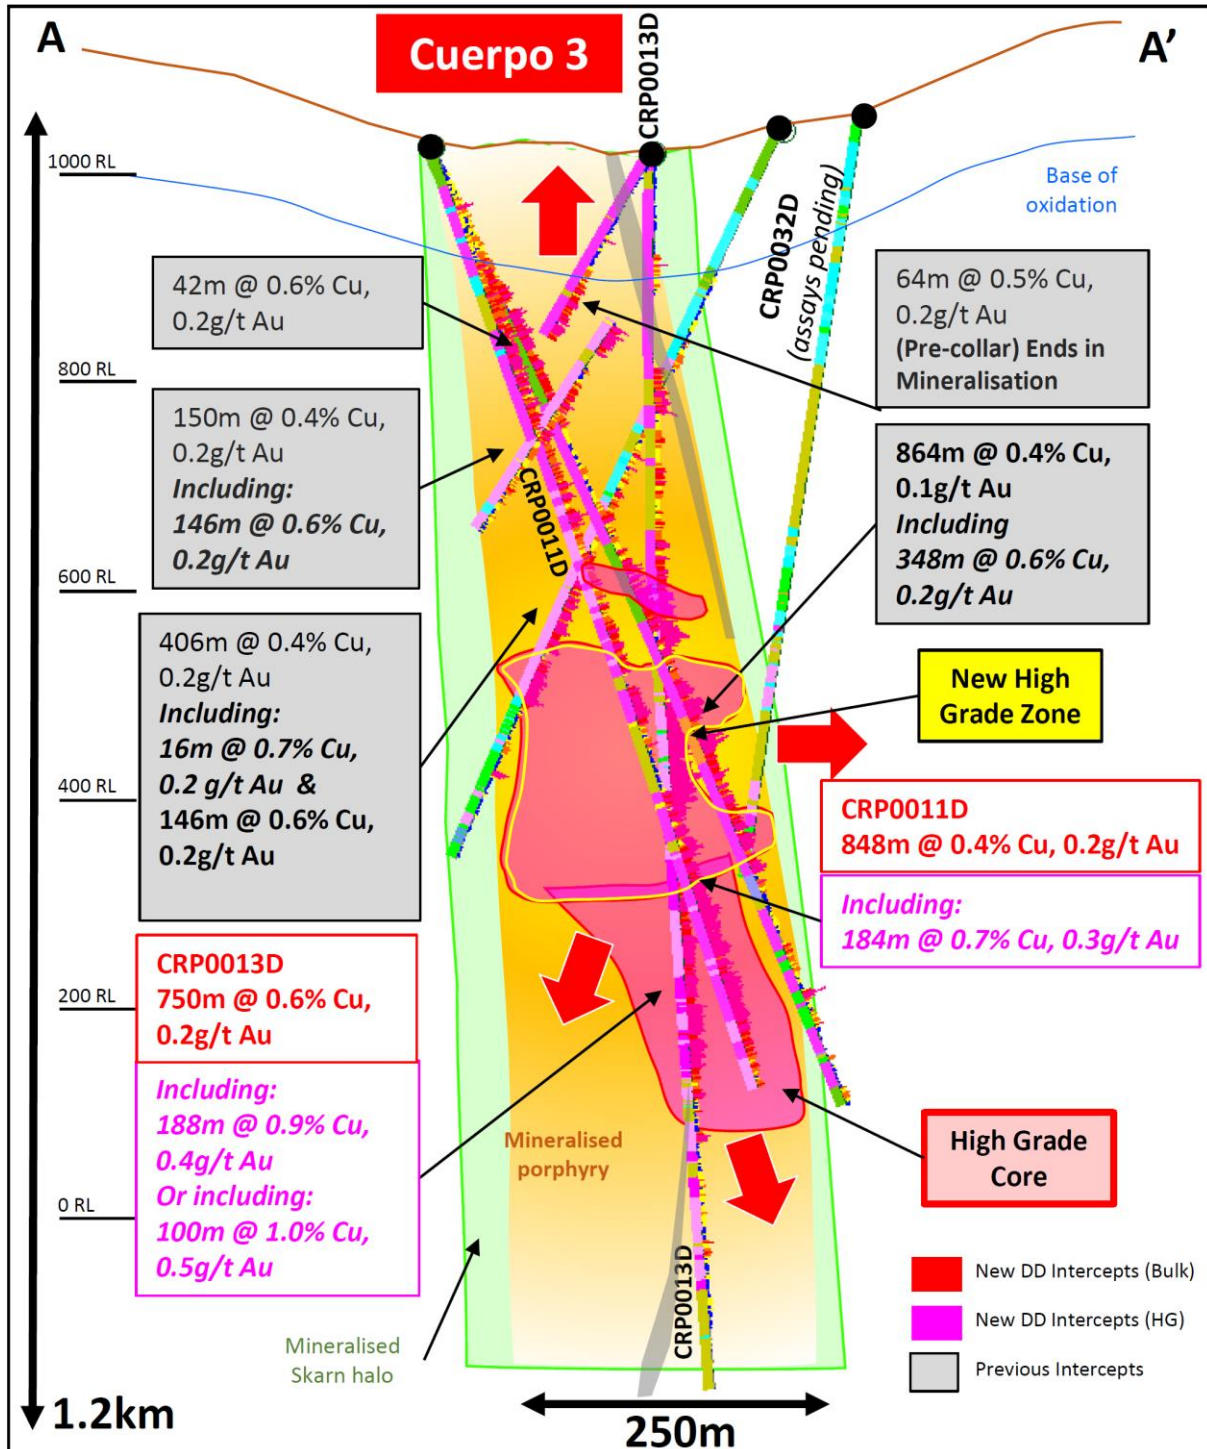 A
Cuerpo 3
CRP0013D
A'
1000 RL
Base of
oxidation
CRP0032D
(assays pending)
42m @ 0.6% Cu,
0.2g/t Au
64m @ 0.5% Cu,
0.2g/t Au
(Pre-collar) Ends in
Mineralisation
800 RL
150m @ 0.4% Cu,
0.2g/t Au
Including:
146m @ 0.6% Cu,
0.2g/t Au
864m @ 0.4% Cu,
0.1g/t Au
Including
348m @ 0.6% Cu,
0.2g/t Au
CRP0011D
600 RL
406m @ 0.4% Cu,
0.2g/t Au
Including:
16m @ 0.7% Cu,
0.2 g/t Au &
146m @ 0.6% Cu,
0.2g/t Au
New High
Grade Zone
400 RL
CRP0011D
848m @ 0.4% Cu, 0.2g/t Au
Including:
184m @ 0.7% Cu, 0.3g/t Au
CRP0013D
750m @ 0.6% Cu,
0.2g/t Au
200 RL
Including:
188m @ 0.9% Cu,
0.4g/t Au
Or including:
100m @ 1.0% Cu,
0.5g/t Au
Mineralised
porphyry
High Grade
Core
0 RL
CRP0013D
Mineralised
Skarn halo
New DD Intercepts (Bulk)
New DD Intercepts (HG)
Previous Intercepts
1.2km
250m